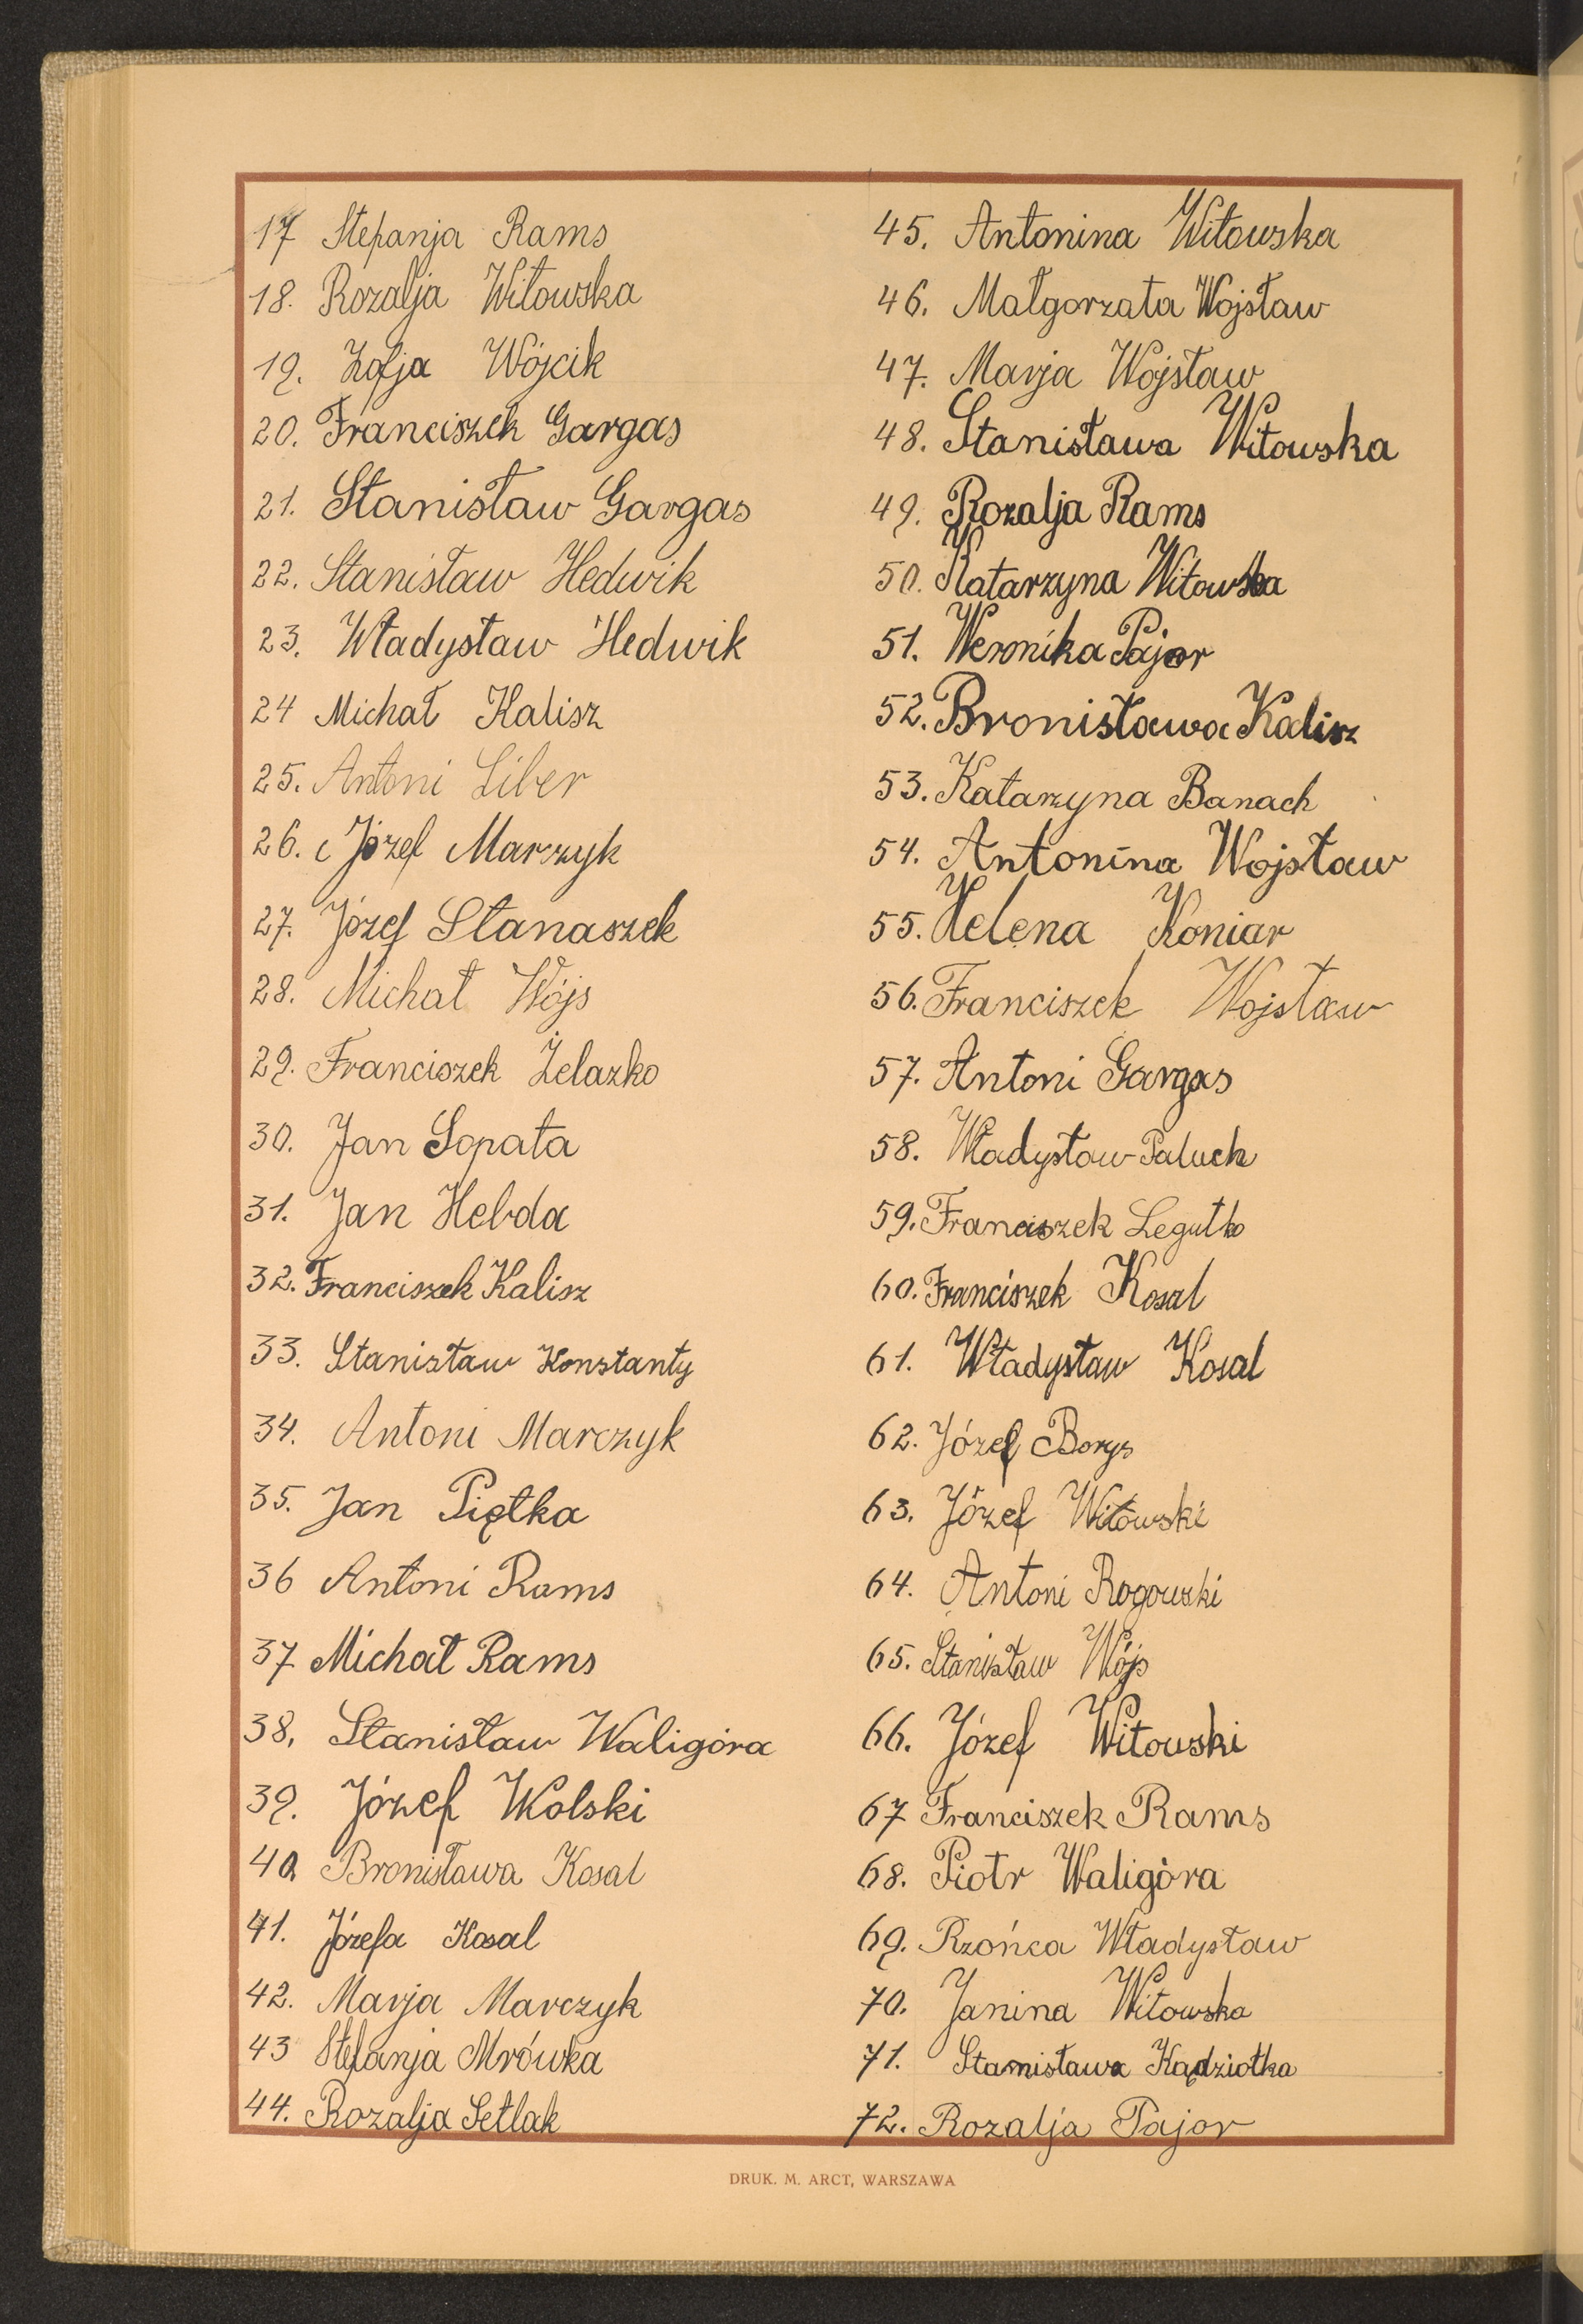 17 Stefanja Rams
18. Rozalja Witowska
19. Zofja Wójcik
20. Franciszek Gargas
21. Stanisław Gargas
22. Stanisław Hedwik
23. Władysław Hedwik
24 Michał Kalisz
25. Antoni Liber
26. Józef Marczyk
27. Józef Stanaszek
28. Michał Wójs
29. Franciszek Żelazko
30. Jan Sopata
31. Jan Hebda
32. Franciszek Kalisz
33. Stanisław Konstanty
34. Antoni Marczyk
35. Jan Piętka
36 Antoni Rams
37 Michał Rams
38. Stanisław Waligóra
39. Józef Wolski
40 Bronisława Kosal
41. Józefa Kosal
42. Marja Marczyk
43 Stefanja Mrówka
44. Rozalja Setlak
45. Antonina Witowska
46. Małgorzata Wojsław
47. Marja Wojsław
48. Stanisława Witowska
49. Rozalja Rams
50. Katarzyna Witowska
51. Weronika Pajor
52. Bronisława Kalisz
53. Katarzyna Banach
54. Antonina Wojsław
55. Helena Koniar
56. Franciszek Wojsław
57. Antoni Gargas
58. Władysław Paluch
59. Franciszek Legutko
60. Franciszek Kosal
61. Władysław Kosal
62. Józef Borys
63. Józef Witowski
64. Antoni Rogowski
65. Stanisław Wójs
66. Józef Witowski
67 Franciszek Rams
68. Piotr Waligóra
69. Rzońca Władysław
70. Janina Witowska
71. Stanisława Kądziołka
72. Rozalja Pajor
DRUK. M. ARCT, WARSZAWA